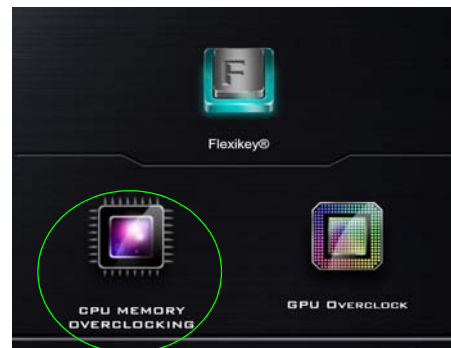 F
Flexikey®
CPU MEMORY
OVERCLOCKING
GPU OVERCLOCK